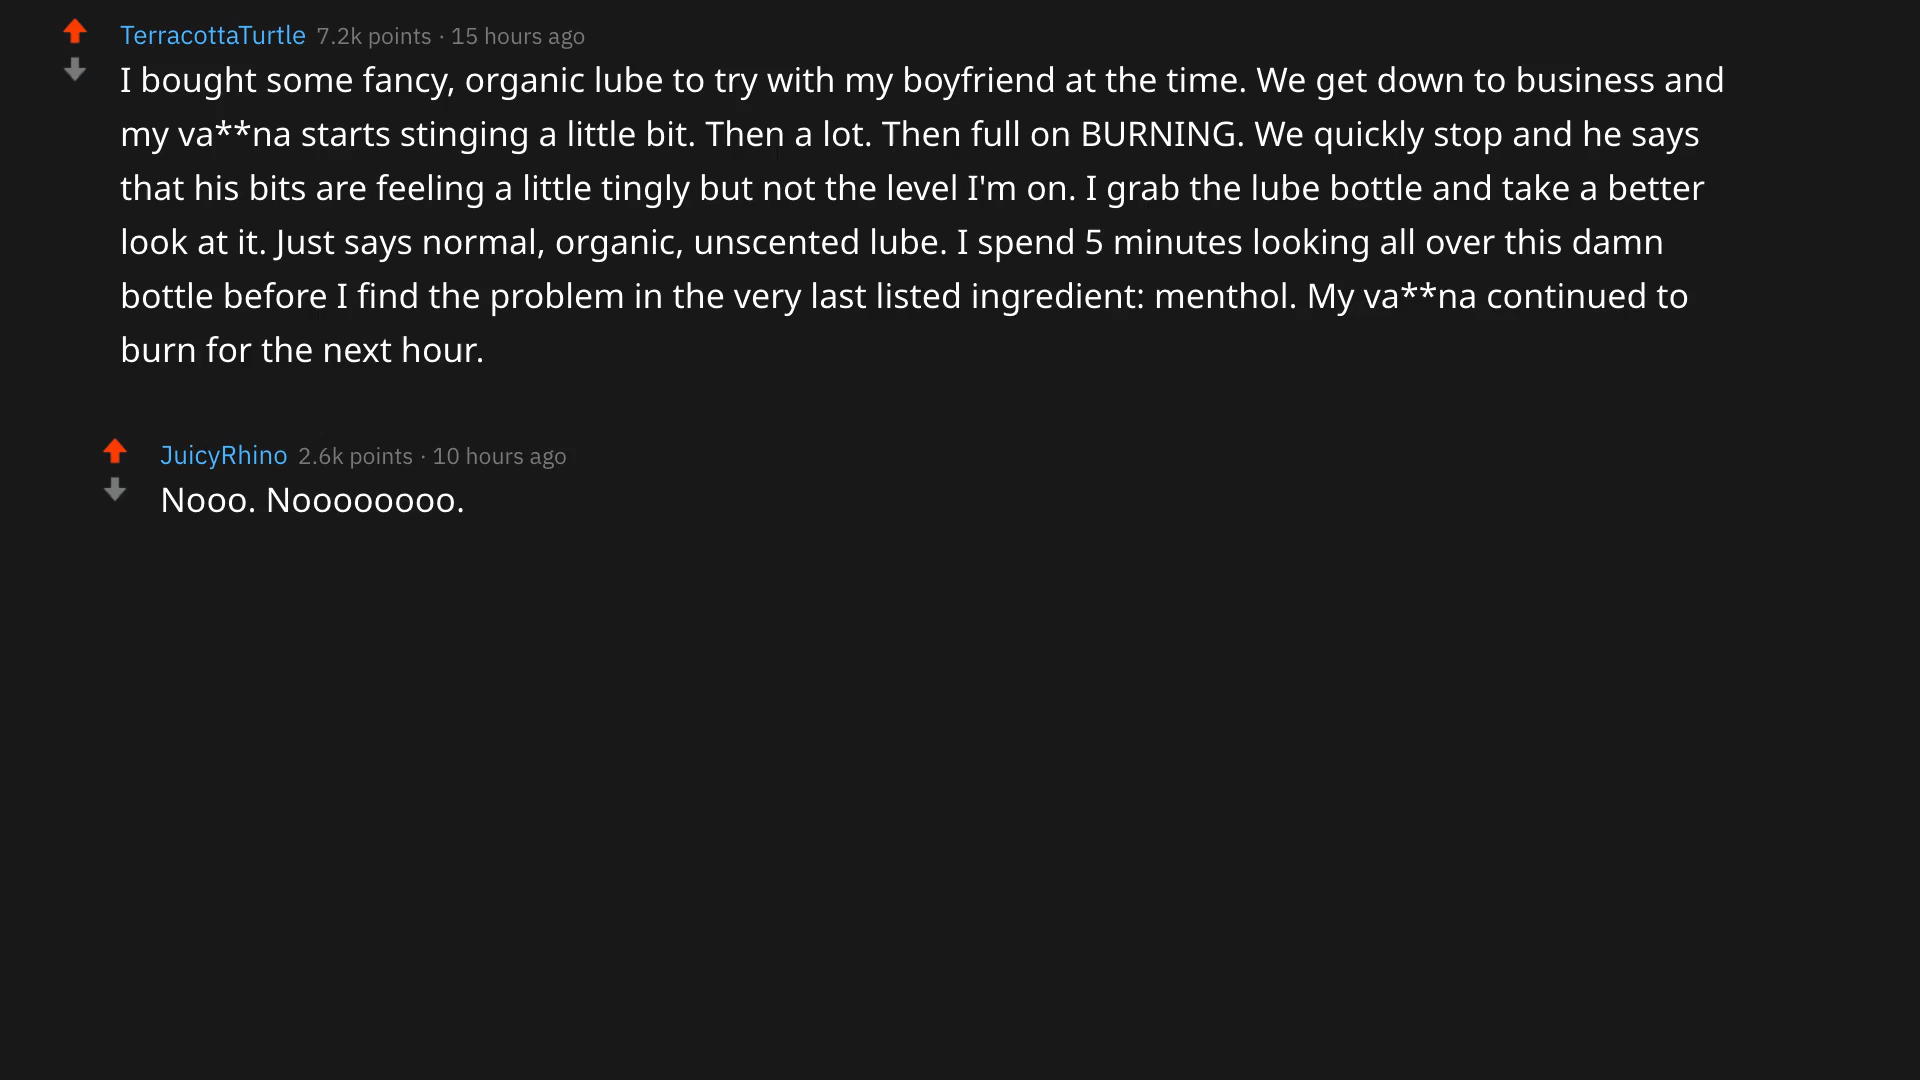 TerracottaTurtle 7.2k points · 15 hours ago
I bought some fancy, organic lube to try with my boyfriend at the time. We get down to business and
my va**na starts stinging a little bit. Then a lot. Then full on BURNING. We quickly stop and he says
that his bits are feeling a little tingly but not the level I'm on. I grab the lube bottle and take a better
look at it. Just says normal, organic, unscented lube. I spend 5 minutes looking all over this damn
bottle before I find the problem in the very last listed ingredient: menthol. My va**na continued to
burn for the next hour.
JuicyRhino 2.6k points · 10 hours ago
Nooo. Noooooooo.